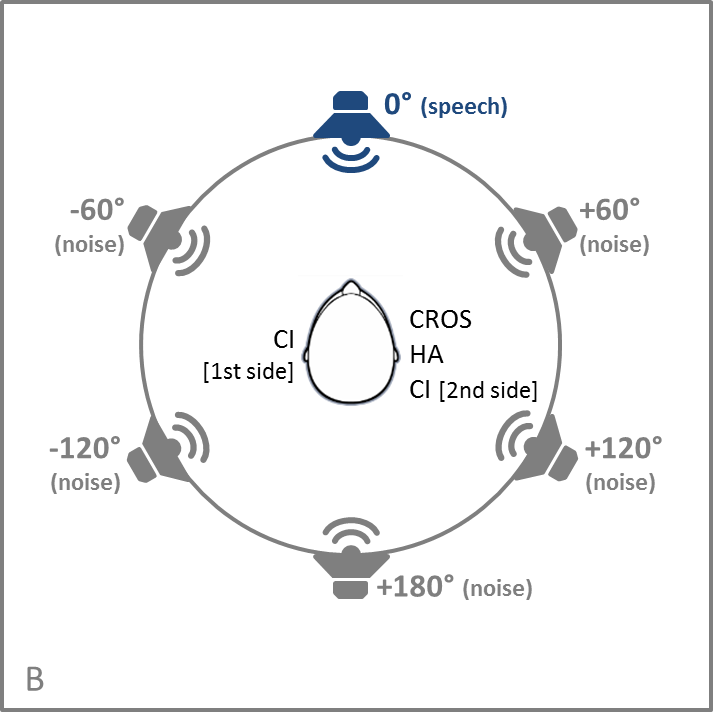 0° (speech)
-60°
(noise)
+60°
(noise)
CI
[1st side]
CROS
HA
CI [2nd side]
-120°
(noise)
+120°
(noise)
+180° (noise)
B